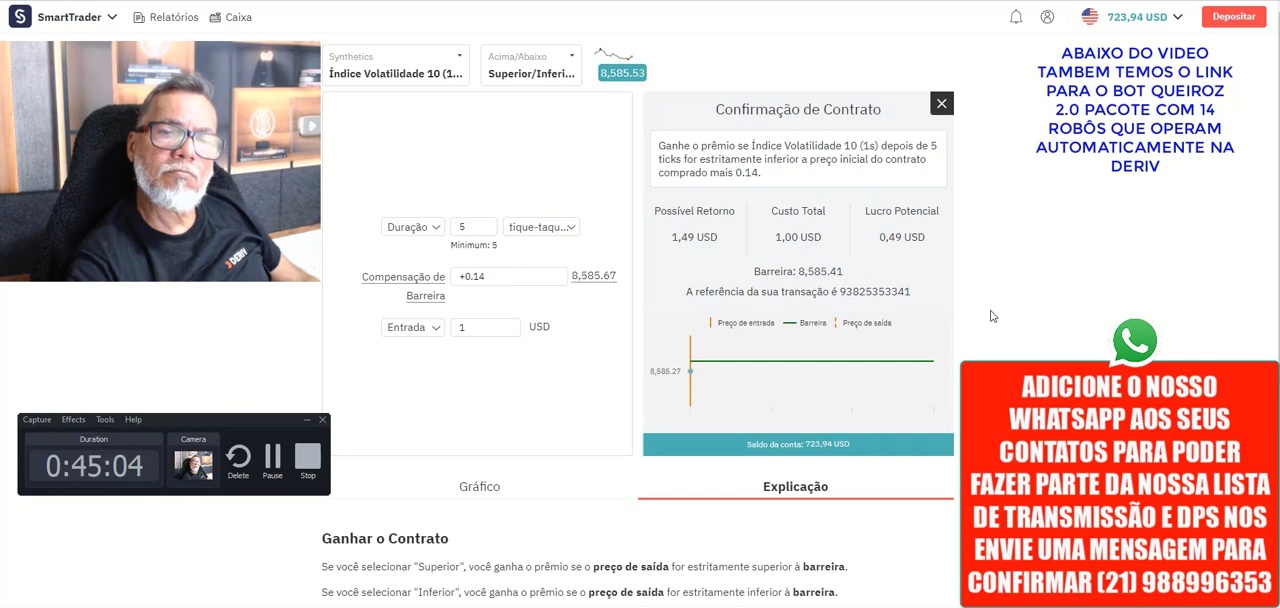 SmartTrader
Relatórios
Caixa
723,94 USD
Depositar
Synthetics
Índice Volatilidade 10 (1...
Acima/Abaixo
Superior/Inferi...
8,585.53
ABAIXO DO VIDEO
TAMBEM TEMOS O LINK
PARA O BOT QUEIROZ
2.0 PACOTE COM 14
ROBÔS QUE OPERAM
AUTOMATICAMENTE NA
DERIV
DERIV
Duração
5
tique-taqu...
Minimum: 5
Compensação de
Barreira
+0.14
8,585.67
Entrada
1
USD
Confirmação de Contrato
Ganhe o prêmio se Índice Volatilidade 10 (1s) depois de 5
ticks for estritamente inferior a preço inicial do contrato
comprado mais 0.14.
Possível Retorno
Custo Total
Lucro Potencial
1,49 USD
1,00 USD
0,49 USD
Barreira: 8,585.41
A referência da sua transação é 93825353341
Preço de entrada
Barreira
Preço de saída
8,585.27
Saldo da conta: 723,94 USD
Capture
Effects
Tools
Help
Duration
0:45:04
Camera
Delete
Pause
Stop
Gráfico
Explicação
Ganhar o Contrato
Se você selecionar "Superior", você ganha o prêmio se o preço de saída for estritamente superior à barreira.
Se você selecionar "Inferior", você ganha o prêmio se o preço de saída for estritamente inferior à barreira.
ADICIONE O NOSSO
WHATSAPP AOS SEUS
CONTATOS PARA PODER
FAZER PARTE DA NOSSA LISTA
DE TRANSMISSÃO E DPS NOS
ENVIE UMA MENSAGEM PARA
CONFIRMAR (21) 988996353